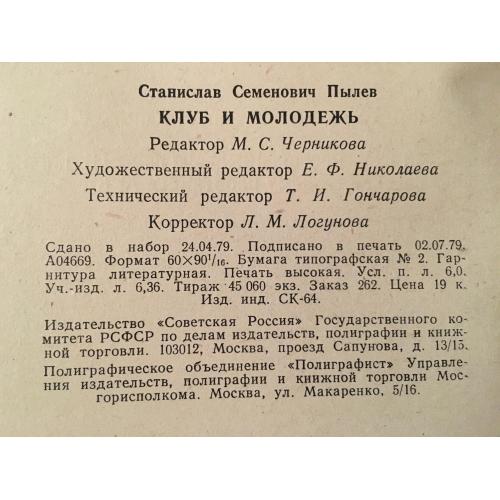 Станислав Семенович Пылев
КЛУБ И МОЛОДЕЖЬ
Редактор М. С. Черникова
Художественный редактор Е. Ф. Николаева
Технический редактор Т. И. Гончарова
Корректор Л. М. Логунова
Сдано в набор 24.04.79. Подписано в печать 02.07.79.
А04669. Формат 60×90¹/₁₆. Бумага типографская № 2. Гар-
нитура литературная. Печать высокая. Усл. п. л. 6,0.
Уч.-изд. л. 6,36. Тираж 45 060 экз. Заказ 262. Цена 19 к.
Изд. инд. СК-64.
Издательство «Советская Россия» Государственного ко-
митета РСФСР по делам издательств, полиграфии и книж-
ной торговли. 103012, Москва, проезд Сапунова, д. 13/15.
Полиграфическое объединение «Полиграфист» Управле-
ния издательств, полиграфии и книжной торговли Мос-
горисполкома. Москва, ул. Макаренко, 5/16.